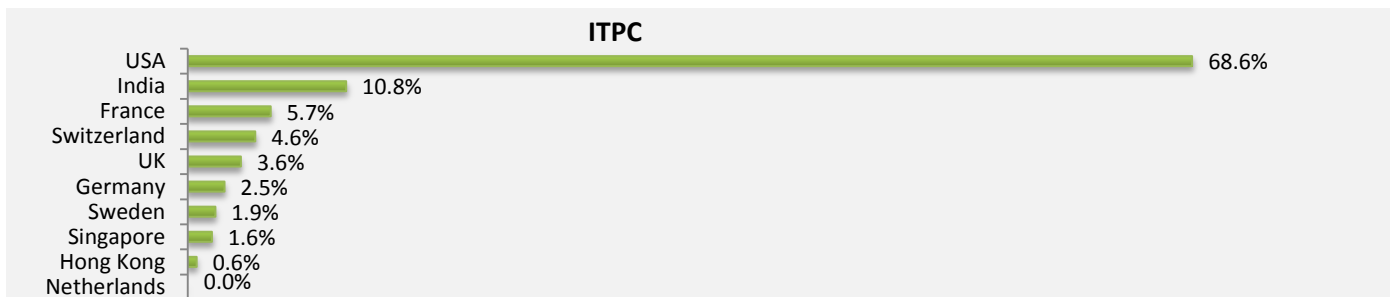 ITPC
USA 68.6%
India 10.8%
France 5.7%
Switzerland 4.6%
UK 3.6%
Germany 2.5%
Sweden 1.9%
Singapore 1.6%
Hong Kong 0.6%
Netherlands 0.0%